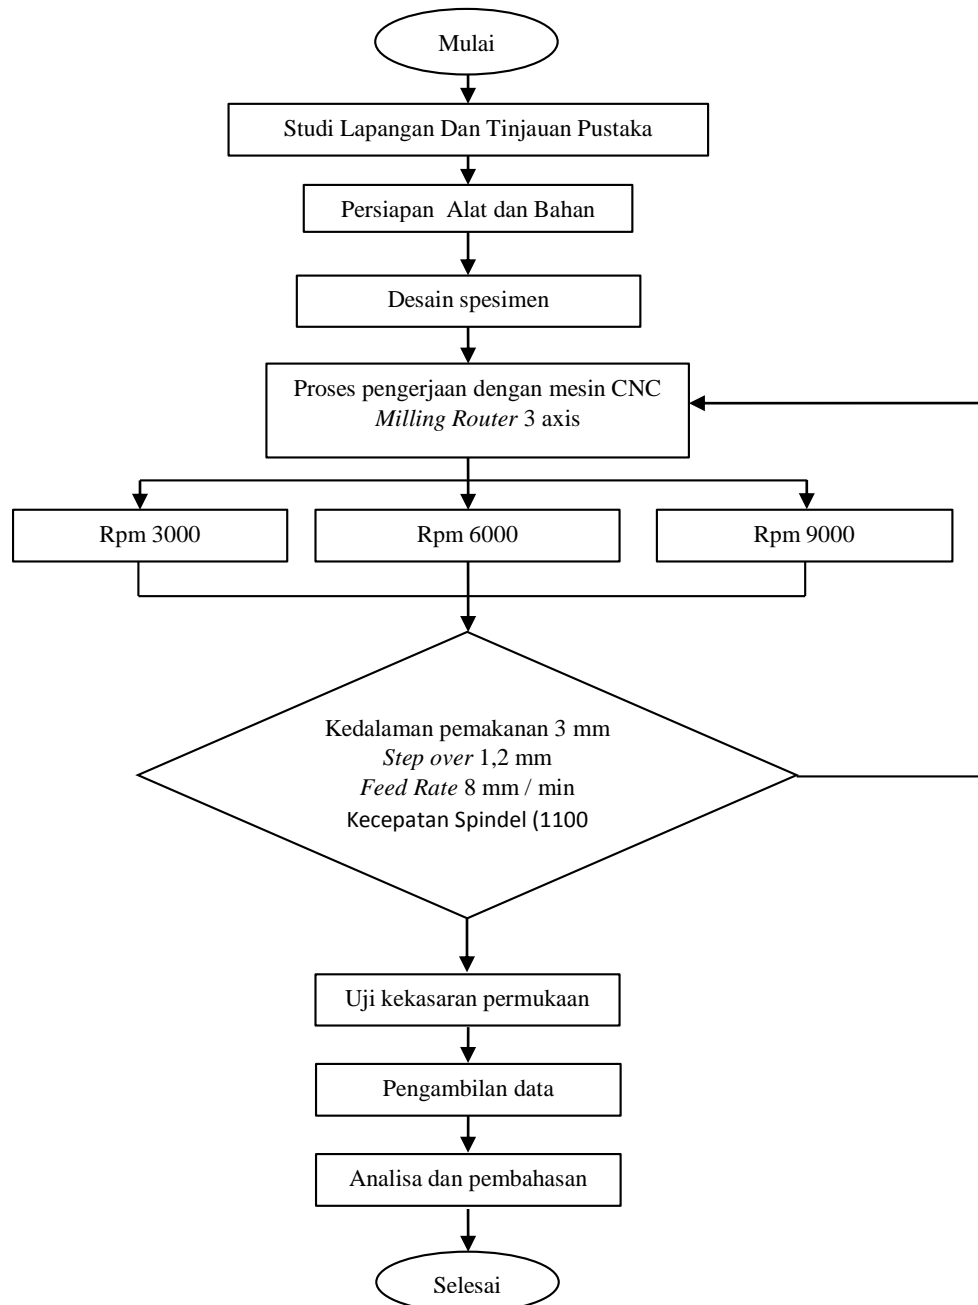 Mulai
Studi Lapangan Dan Tinjauan Pustaka
Persiapan Alat dan Bahan
Desain spesimen
Proses pengerjaan dengan mesin CNC
Milling Router 3 axis
Rpm 3000
Rpm 6000
Rpm 9000
Kedalaman pemakanan 3 mm
Step over 1,2 mm
Feed Rate 8 mm / min
Kecepatan Spindel (1100
Uji kekasaran permukaan
Pengambilan data
Analisa dan pembahasan
Selesai